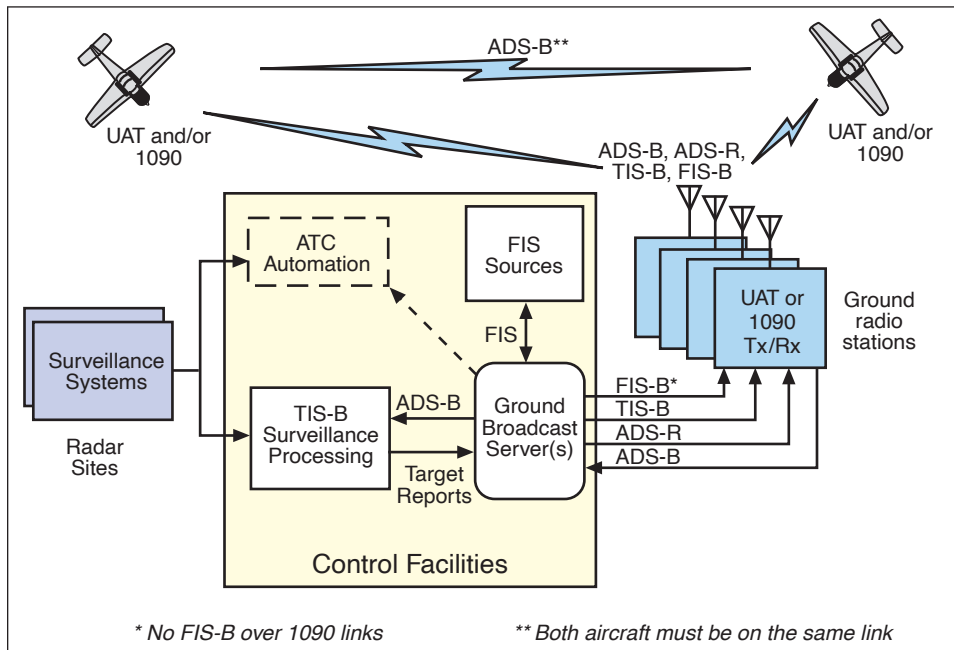 ADS-B**
UAT and/or
1090
UAT and/or
1090
ADS-B, ADS-R,
TIS-B, FIS-B
ATC
Automation
FIS
Sources
UAT or
1090
Tx/Rx
Ground
radio
stations
Surveillance
Systems
Radar
Sites
FIS
TIS-B
Surveillance
Processing
ADS-B
Target
Reports
Ground
Broadcast
Server(s)
FIS-B*
TIS-B
ADS-R
ADS-B
Control Facilities
* No FIS-B over 1090 links
** Both aircraft must be on the same link